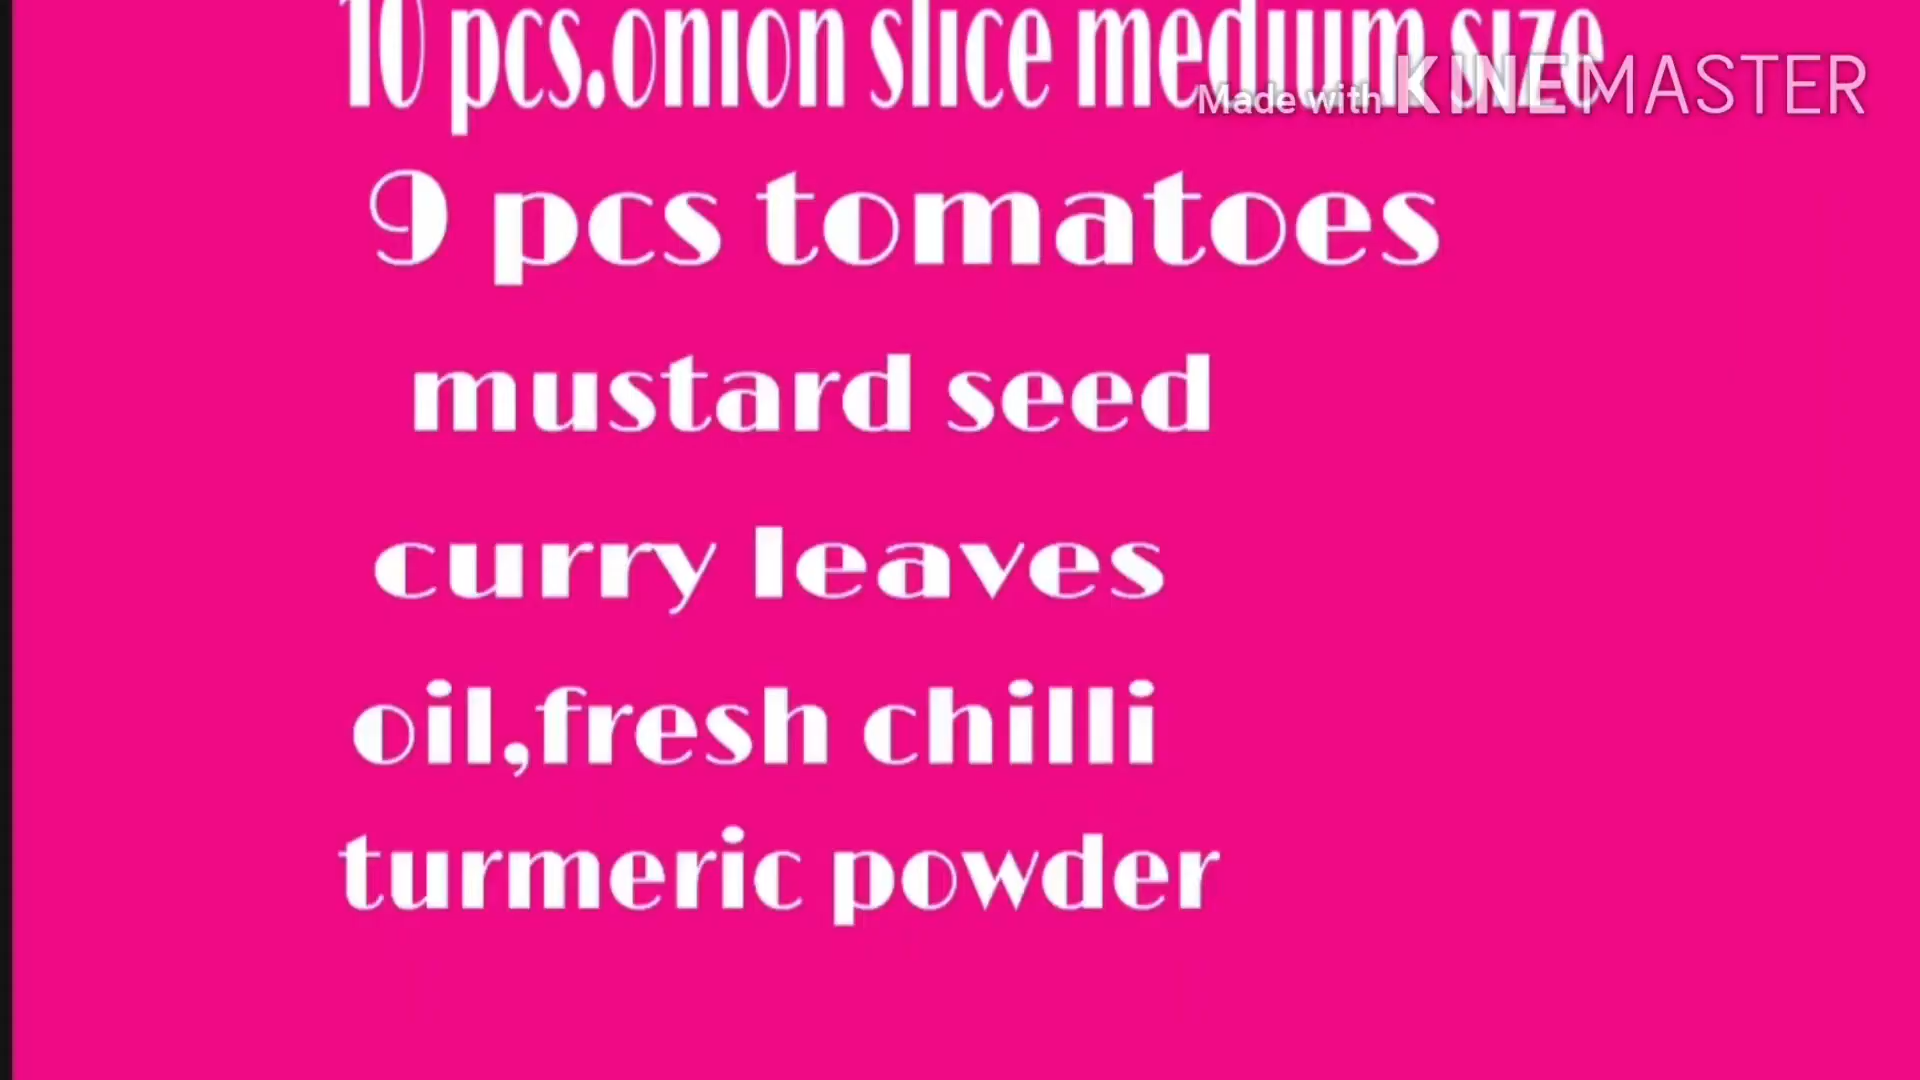 10 pcs.onion slice medium size
Made with KINEMASTER
9 pcs tomatoes
mustard seed
curry leaves
oil,fresh chilli
turmeric powder